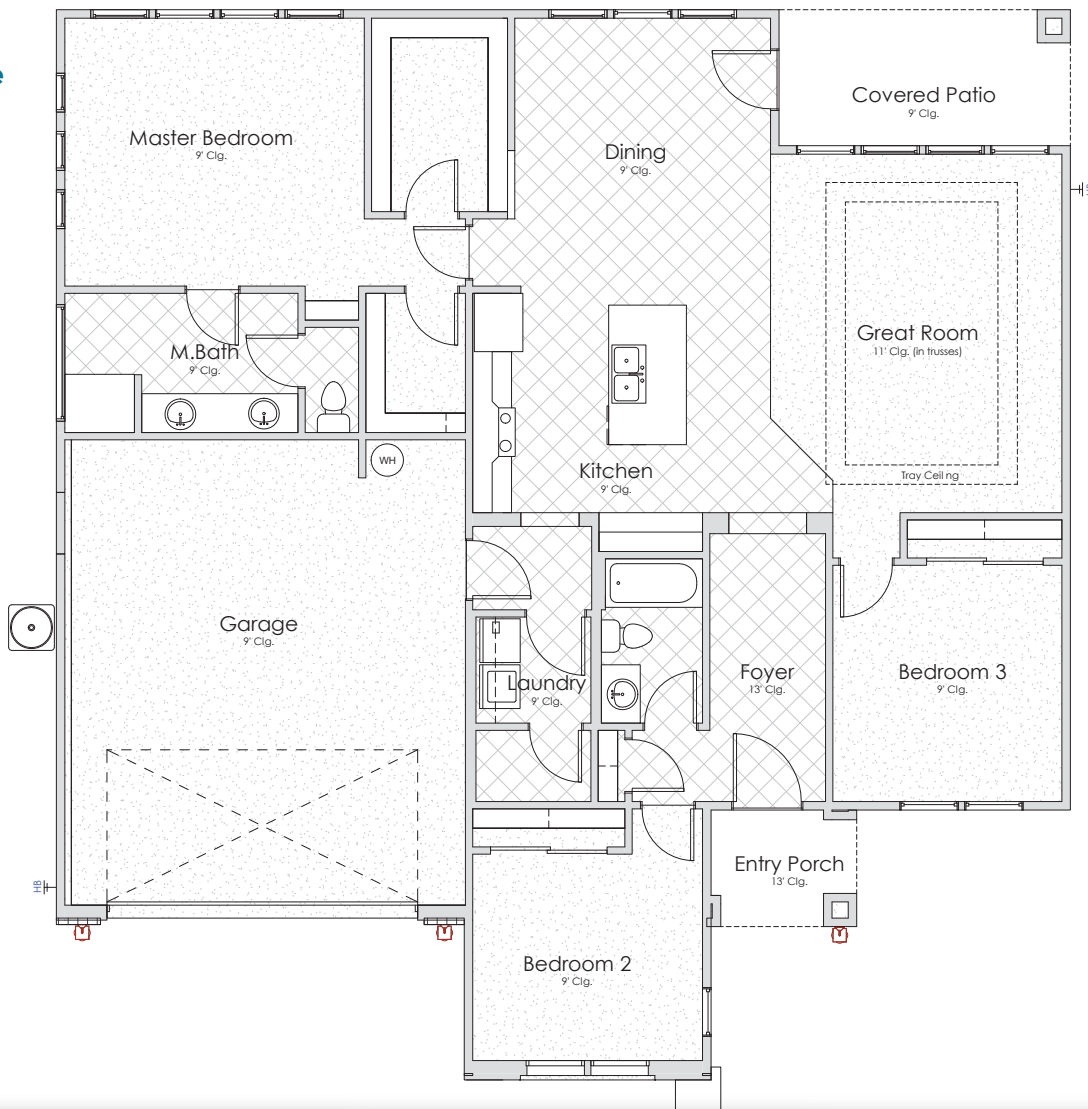 e
Covered Patio
9' Clg.
Master Bedroom
9' Clg.
Dining
9' Clg.
Great Room
11' Clg. (in trusses)
M.Bath
9' Clg.
Tray Ceiling
WH
Kitchen
9' Clg.
Garage
9' Clg.
Laundry
9' Clg.
Foyer
13' Clg.
Bedroom 3
9' Clg.
Entry Porch
13' Clg.
HB
Bedroom 2
9' Clg.